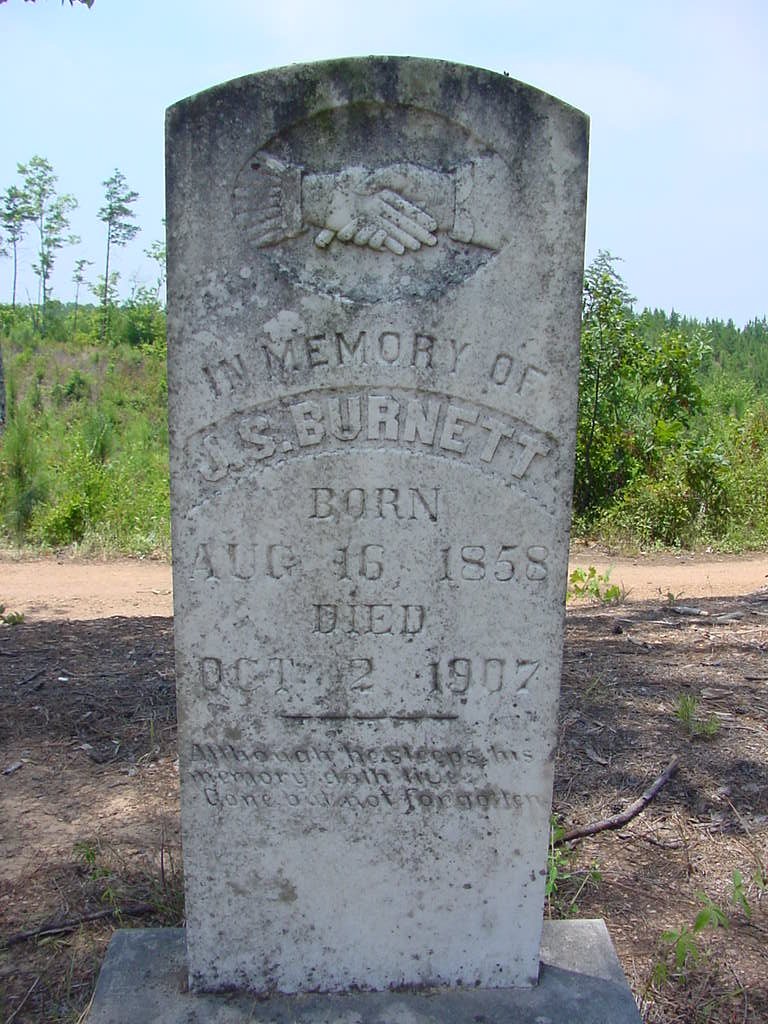 IN MEMORY OF
J.S. BURNETT
BORN
AUG 16 1858
DIED
OCT 2 1907
Although he sleeps his
memory doth live
Gone but not forgotten